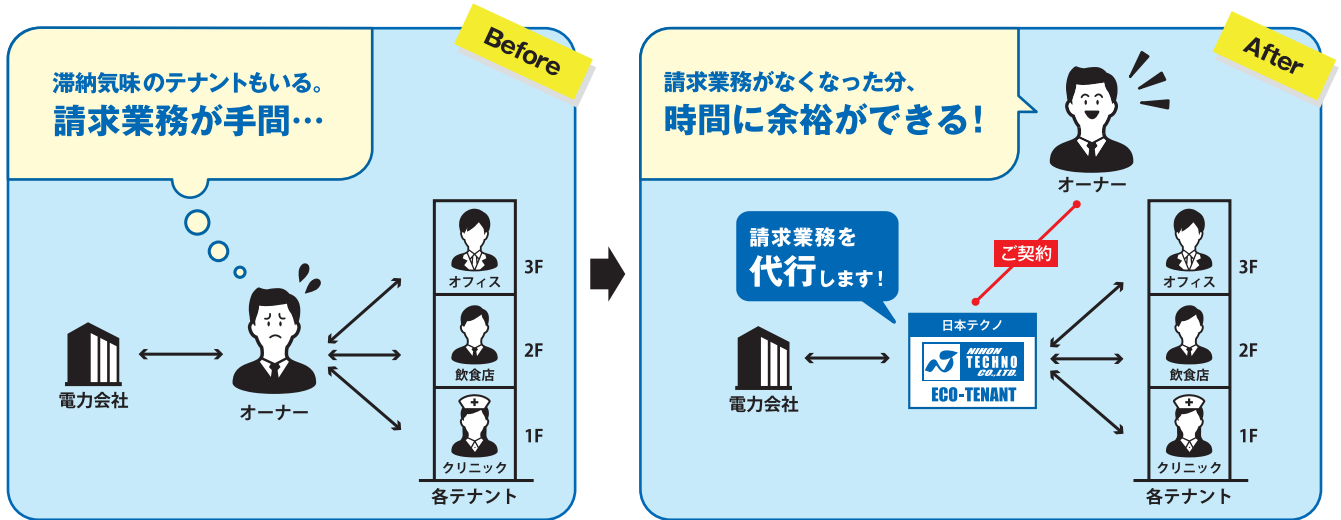 Before
滞納気味のテナントもいる。
請求業務が手間…
電力会社
オーナー
オフィス
3F
飲食店
2F
クリニック
1F
各テナント
After
請求業務がなくなった分、
時間に余裕ができる！
オーナー
ご契約
請求業務を
代行します！
電力会社
日本テクノ
NIHON
TECHNO
CO.,LTD.
ECO-TENANT
オフィス
3F
飲食店
2F
クリニック
1F
各テナント